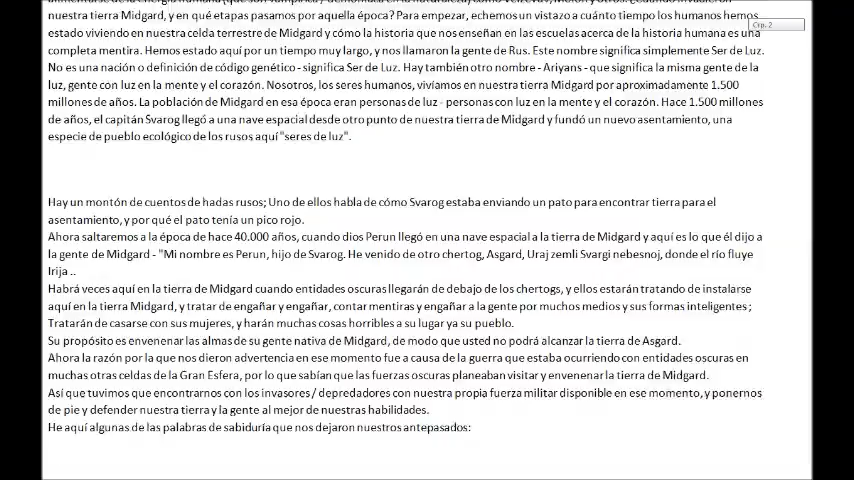 nuestra tierra Midgard, y en qué etapas pasamos por aquella época? Para empezar, echemos un vistazo a cuánto tiempo los humanos hemos
estado viviendo en nuestra celda terrestre de Midgard y cómo la historia que nos enseñan en las escuelas acerca de la historia humana es una
completa mentira. Hemos estado aquí por un tiempo muy largo, y nos llamaron la gente de Rus. Este nombre significa simplemente Ser de Luz.
No es una nación o definición de código genético - significa Ser de Luz. Hay también otro nombre - Ariyans - que significa la misma gente de la
luz, gente con luz en la mente y el corazón. Nosotros, los seres humanos, vivíamos en nuestra tierra Midgard por aproximadamente 1.500
millones de años. La población de Midgard en esa época eran personas de luz - personas con luz en la mente y el corazón. Hace 1.500 millones
de años, el capitán Svarog llegó a una nave espacial desde otro punto de nuestra tierra de Midgard y fundó un nuevo asentamiento, una
especie de pueblo ecológico de los rusos aquí "seres de luz".
Hay un montón de cuentos de hadas rusos; Uno de ellos habla de cómo Svarog estaba enviando un pato para encontrar tierra para el
asentamiento, y por qué el pato tenía un pico rojo.
Ahora saltaremos a la época de hace 40.000 años, cuando dios Perun llegó en una nave espacial a la tierra de Midgard y aquí es lo que él dijo a
la gente de Midgard - "Mi nombre es Perun, hijo de Svarog. He venido de otro chertog, Asgard, Uraj zemli Svargi nebesnoj, donde el río fluye
Irija ..
Habrá veces aquí en la tierra de Midgard cuando entidades oscuras llegarán de debajo de los chertogs, y ellos estarán tratando de instalarse
aquí en la tierra Midgard, y tratar de engañar y engañar, contar mentiras y engañar a la gente por muchos medios y sus formas inteligentes ;
Tratarán de casarse con sus mujeres, y harán muchas cosas horribles a su lugar ya su pueblo.
Su propósito es envenenar las almas de su gente nativa de Midgard, de modo que usted no podrá alcanzar la tierra de Asgard.
Ahora la razón por la que nos dieron advertencia en ese momento fue a causa de la guerra que estaba ocurriendo con entidades oscuras en
muchas otras celdas de la Gran Esfera, por lo que sabían que las fuerzas oscuras planeaban visitar y envenenar la tierra de Midgard.
Así que tuvimos que encontrarnos con los invasores / depredadores con nuestra propia fuerza militar disponible en ese momento, y ponernos
de pie y defender nuestra tierra y la gente al mejor de nuestras habilidades.
He aquí algunas de las palabras de sabiduría que nos dejaron nuestros antepasados: